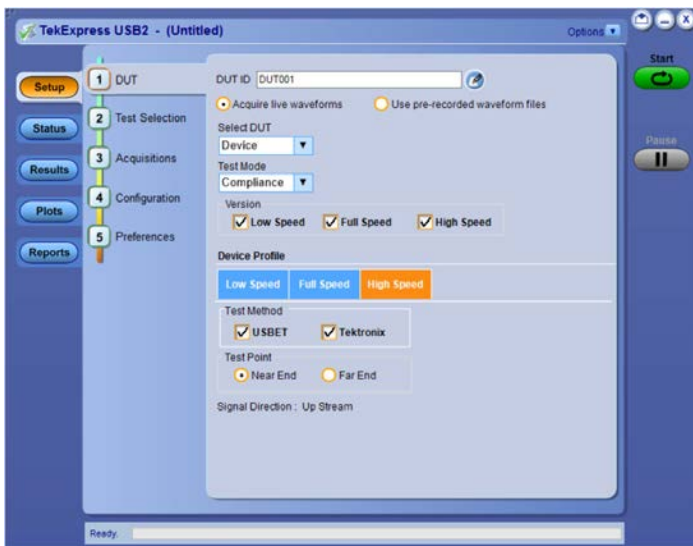 TekExpress USB2 - (Untitled)
Options
Start
Pause
Setup
Status
Results
Plots
Reports
1 DUT
2 Test Selection
3 Acquisitions
4 Configuration
5 Preferences
DUT ID DUT001
Acquire live waveforms Use pre-recorded waveform files
Select DUT
Device
Test Mode
Compliance
Version
Low Speed Full Speed High Speed
Device Profile
Low Speed Full Speed High Speed
Test Method
USBET Tektronix
Test Point
Near End Far End
Signal Direction : Up Stream
Ready.